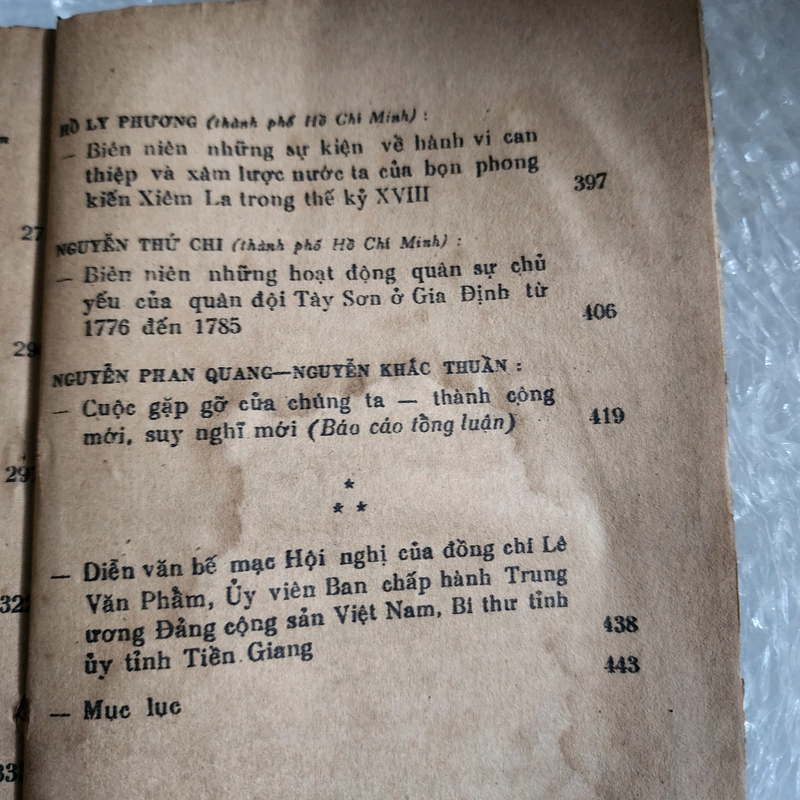 HỒ LY PHƯƠNG (thành phố Hồ Chí Minh) :
— Biên niên những sự kiện về hành vi can
thiệp và xâm lược nước ta của bọn phong
kiến Xiêm La trong thế kỷ XVIII 397
NGUYỄN THỨ CHI (thành phố Hồ Chí Minh) :
— Biên niên những hoạt động quân sự chủ
yếu của quân đội Tây Sơn ở Gia Định từ
1776 đến 1785 406
NGUYỄN PHAN QUANG—NGUYỄN KHẮC THUẦN :
— Cuộc gặp gỡ của chúng ta — thành công
mới, suy nghĩ mới (Báo cáo tổng luận) 419
*
* *
— Diễn văn bế mạc Hội nghị của đồng chí Lê
Văn Phẩm, Ủy viên Ban chấp hành Trung
ương Đảng cộng sản Việt Nam, Bí thư tỉnh
ủy tỉnh Tiền Giang 438
— Mục lục 443